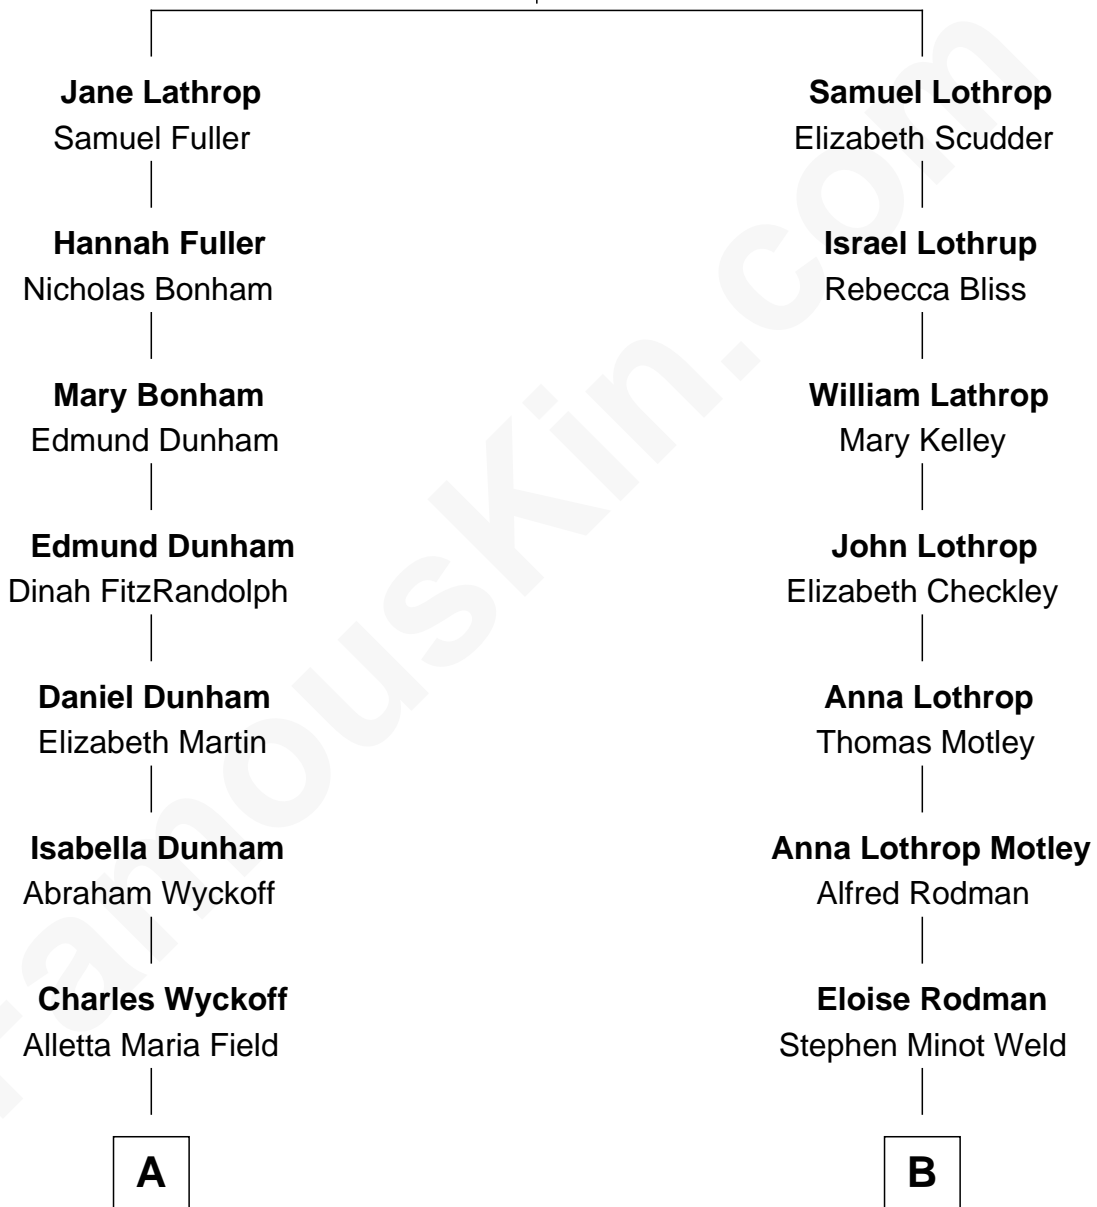 Jane Lathrop
Samuel Fuller
Hannah Fuller
Nicholas Bonham
Mary Bonham
Edmund Dunham
Edmund Dunham
Dinah FitzRandolph
Daniel Dunham
Elizabeth Martin
Isabella Dunham
Abraham Wyckoff
Charles Wyckoff
Alletta Maria Field
A
Samuel Lothrop
Elizabeth Scudder
Israel Lothrup
Rebecca Bliss
William Lathrop
Mary Kelley
John Lothrop
Elizabeth Checkley
Anna Lothrop
Thomas Motley
Anna Lothrop Motley
Alfred Rodman
Eloise Rodman
Stephen Minot Weld
B
FamousKin.com